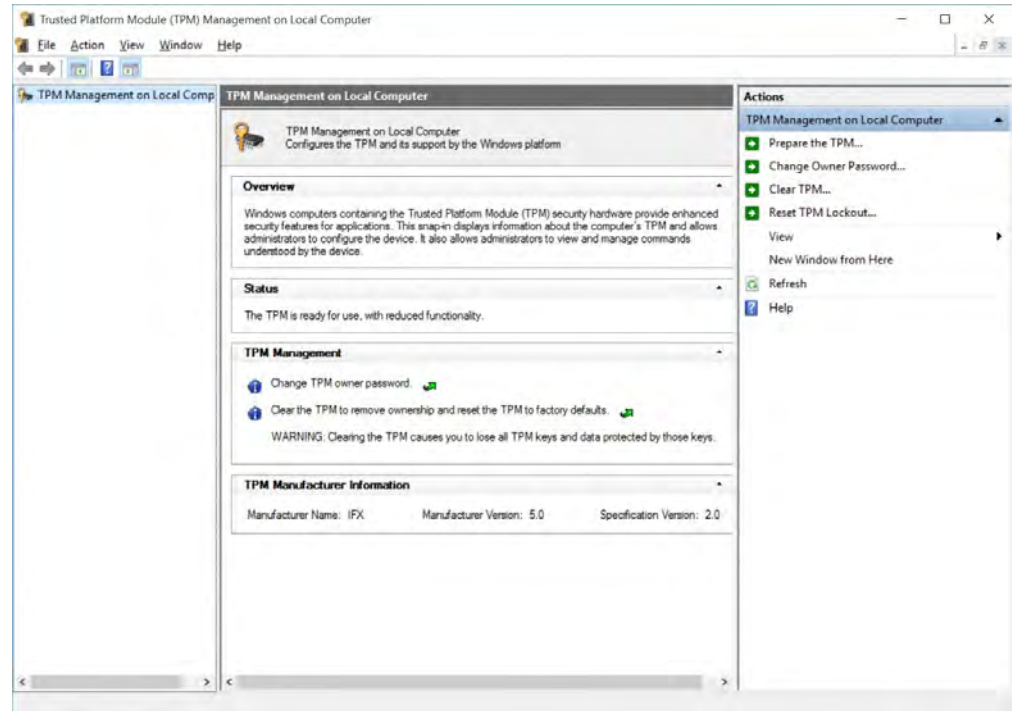 Trusted Platform Module (TPM) Management on Local Computer
File Action View Window Help
TPM Management on Local Comp
TPM Management on Local Computer
TPM Management on Local Computer
Configures the TPM and its support by the Windows platform
Overview
Windows computers containing the Trusted Platform Module (TPM) security hardware provide enhanced
security features for applications. This snap-in displays information about the computer's TPM and allows
administrators to configure the device. It also allows administrators to view and manage commands
understood by the device.
Status
The TPM is ready for use, with reduced functionality.
TPM Management
Change TPM owner password.
Clear the TPM to remove ownership and reset the TPM to factory defaults.
WARNING: Clearing the TPM causes you to lose all TPM keys and data protected by those keys.
TPM Manufacturer Information
Manufacturer Name: IFX Manufacturer Version: 5.0 Specification Version: 2.0
Actions
TPM Management on Local Computer
Prepare the TPM...
Change Owner Password...
Clear TPM...
Reset TPM Lockout...
View
New Window from Here
Refresh
Help